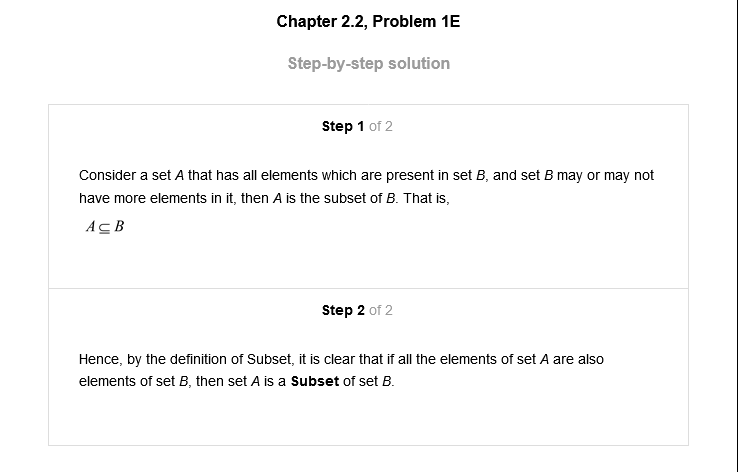 Chapter 2.2, Problem 1E
Step-by-step solution
Step 1 of 2
Consider a set A that has all elements which are present in set B, and set B may or may not
have more elements in it, then A is the subset of B. That is,
A ⊆ B
Step 2 of 2
Hence, by the definition of Subset, it is clear that if all the elements of set A are also
elements of set B, then set A is a Subset of set B.